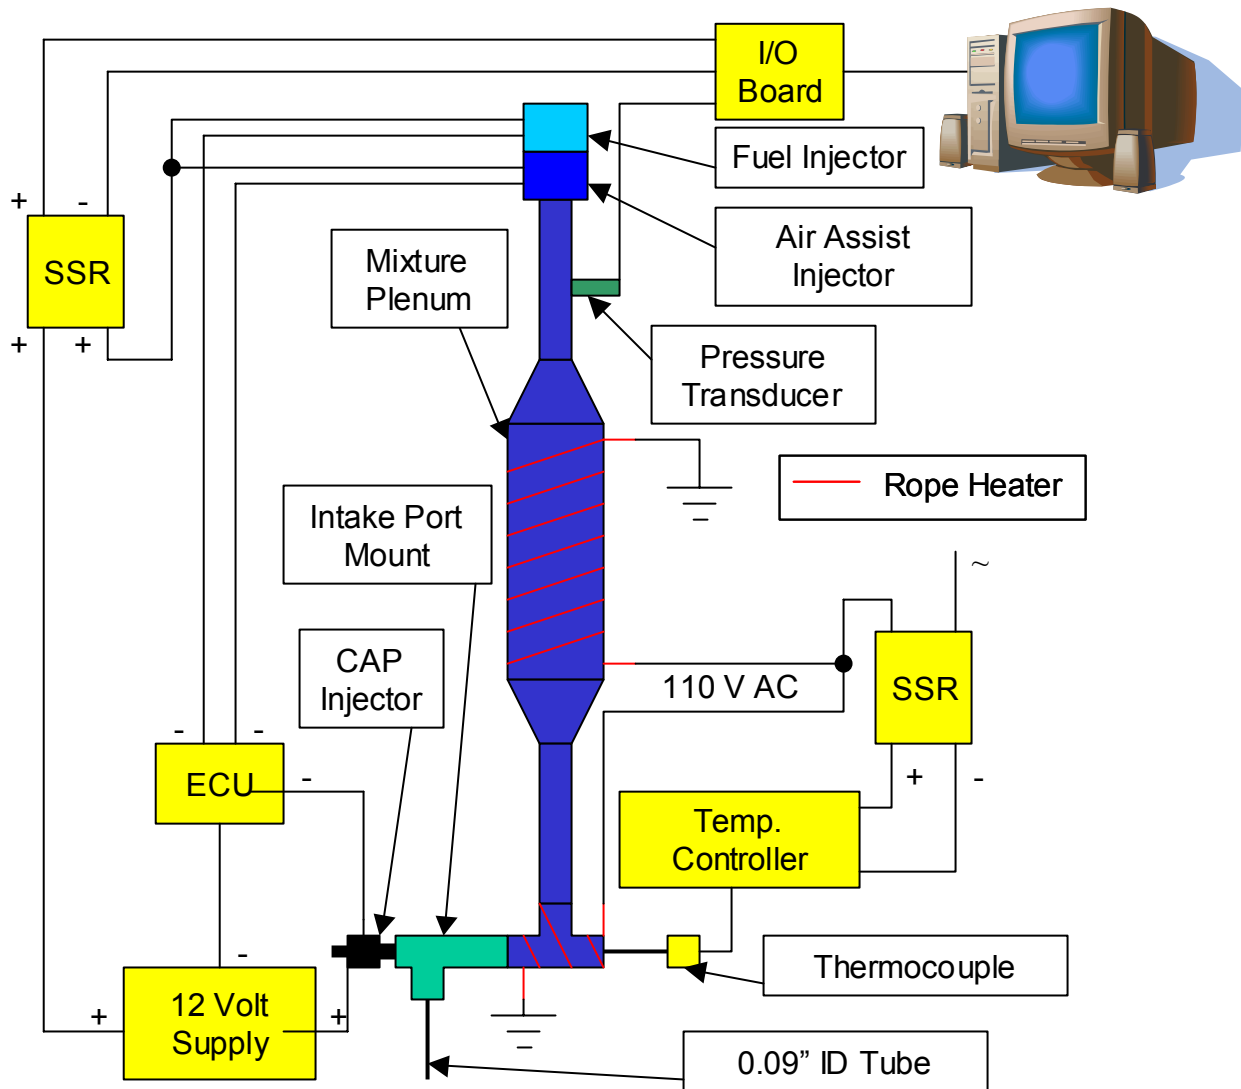 I/O
Board
Fuel Injector
+
-
SSR
+
+
Mixture
Plenum
Air Assist
Injector
Pressure
Transducer
Rope Heater
Intake Port
Mount
~
CAP
Injector
110 V AC
SSR
-
-
ECU
-
+
-
Temp.
Controller
-
Thermocouple
12 Volt
Supply
+
+
0.09” ID Tube